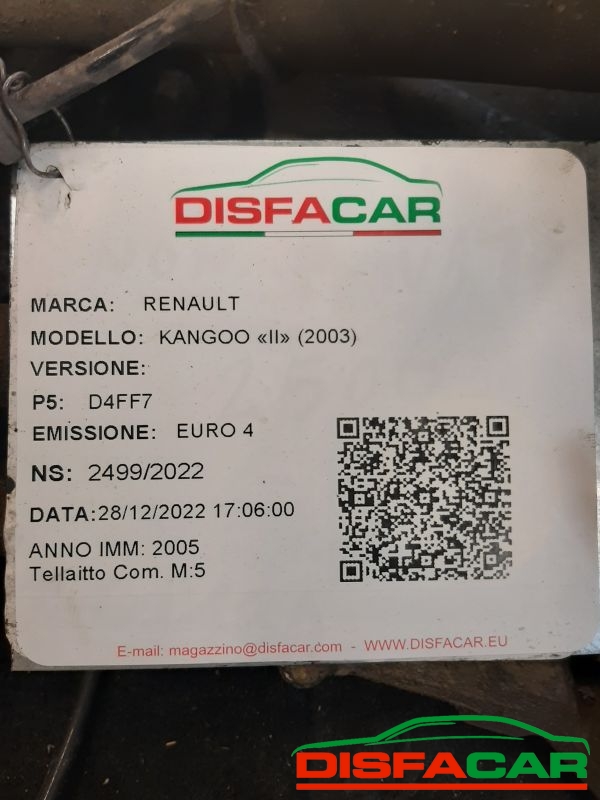 DISFACAR
MARCA: RENAULT
MODELLO: KANGOO «II» (2003)
VERSIONE:
P5: D4FF7
EMISSIONE: EURO 4
NS: 2499/2022
DATA:28/12/2022 17:06:00
ANNO IMM: 2005
Tellaitto Com. M:5
E-mail: magazzino@disfacar.com - WWW.DISFACAR.EU
DISFACAR